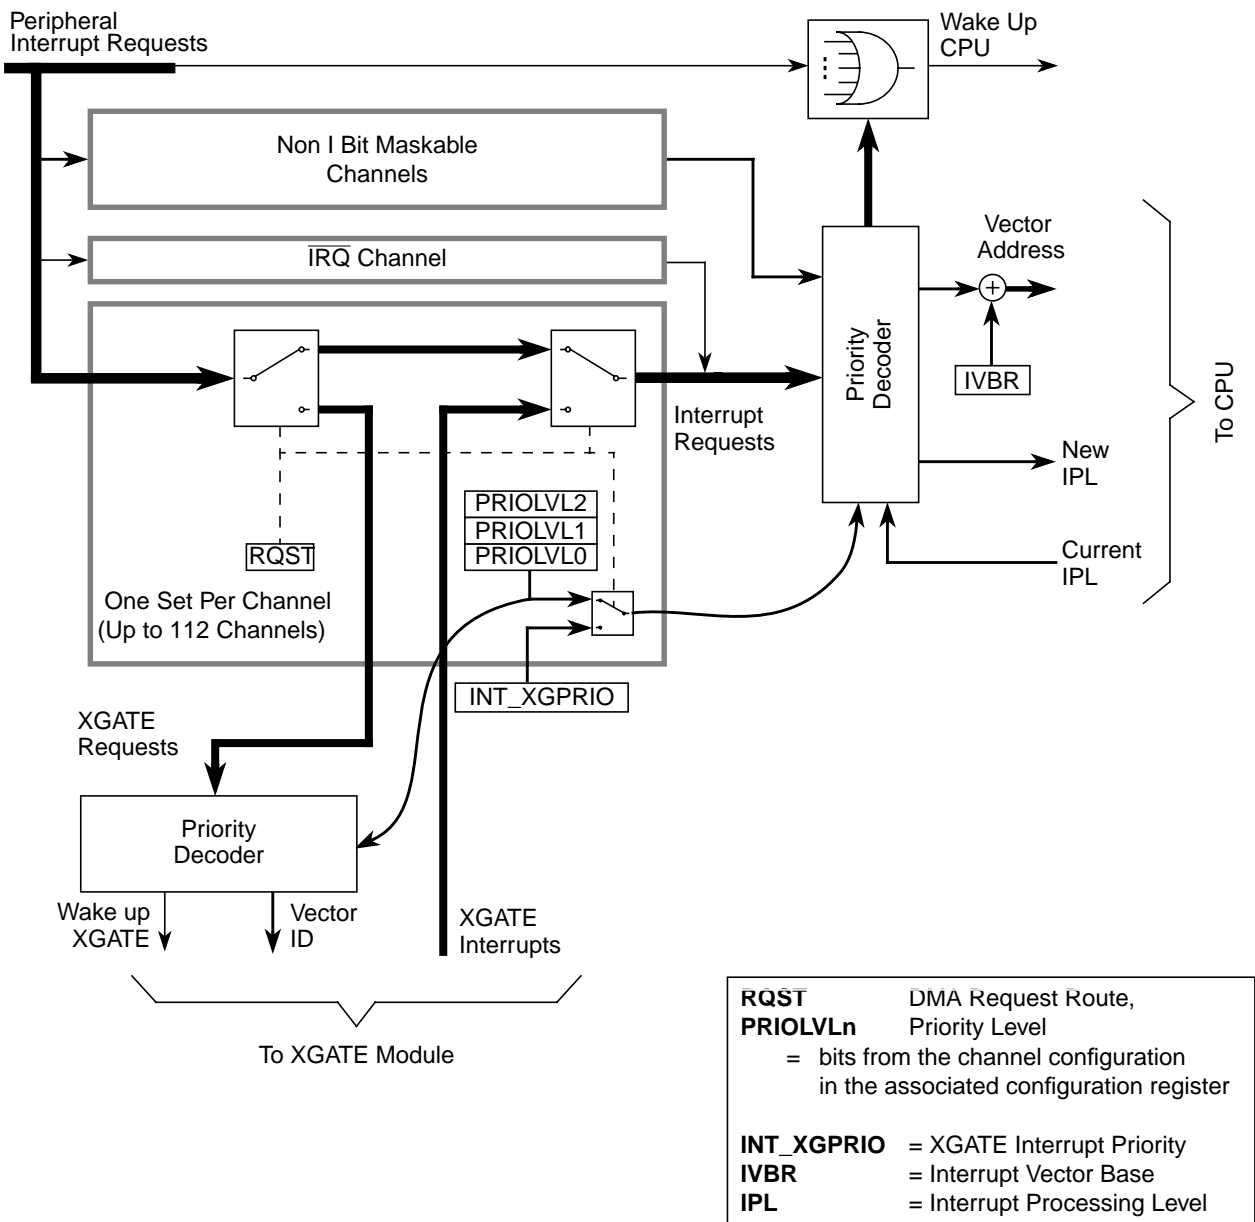 Peripheral
Interrupt Requests
Wake Up
CPU
Non I Bit Maskable
Channels
IRQ Channel
Vector
Address
Priority
Decoder
+
IVBR
To CPU
Interrupt
Requests
New
IPL
PRIOLVL2
PRIOLVL1
PRIOLVL0
RQST
Current
IPL
One Set Per Channel
(Up to 112 Channels)
INT_XGPRIO
XGATE
Requests
Priority
Decoder
Wake up
XGATE
Vector
ID
XGATE
Interrupts
To XGATE Module
RQST DMA Request Route,
PRIOLVLn Priority Level
= bits from the channel configuration
in the associated configuration register
INT_XGPRIO = XGATE Interrupt Priority
IVBR = Interrupt Vector Base
IPL = Interrupt Processing Level